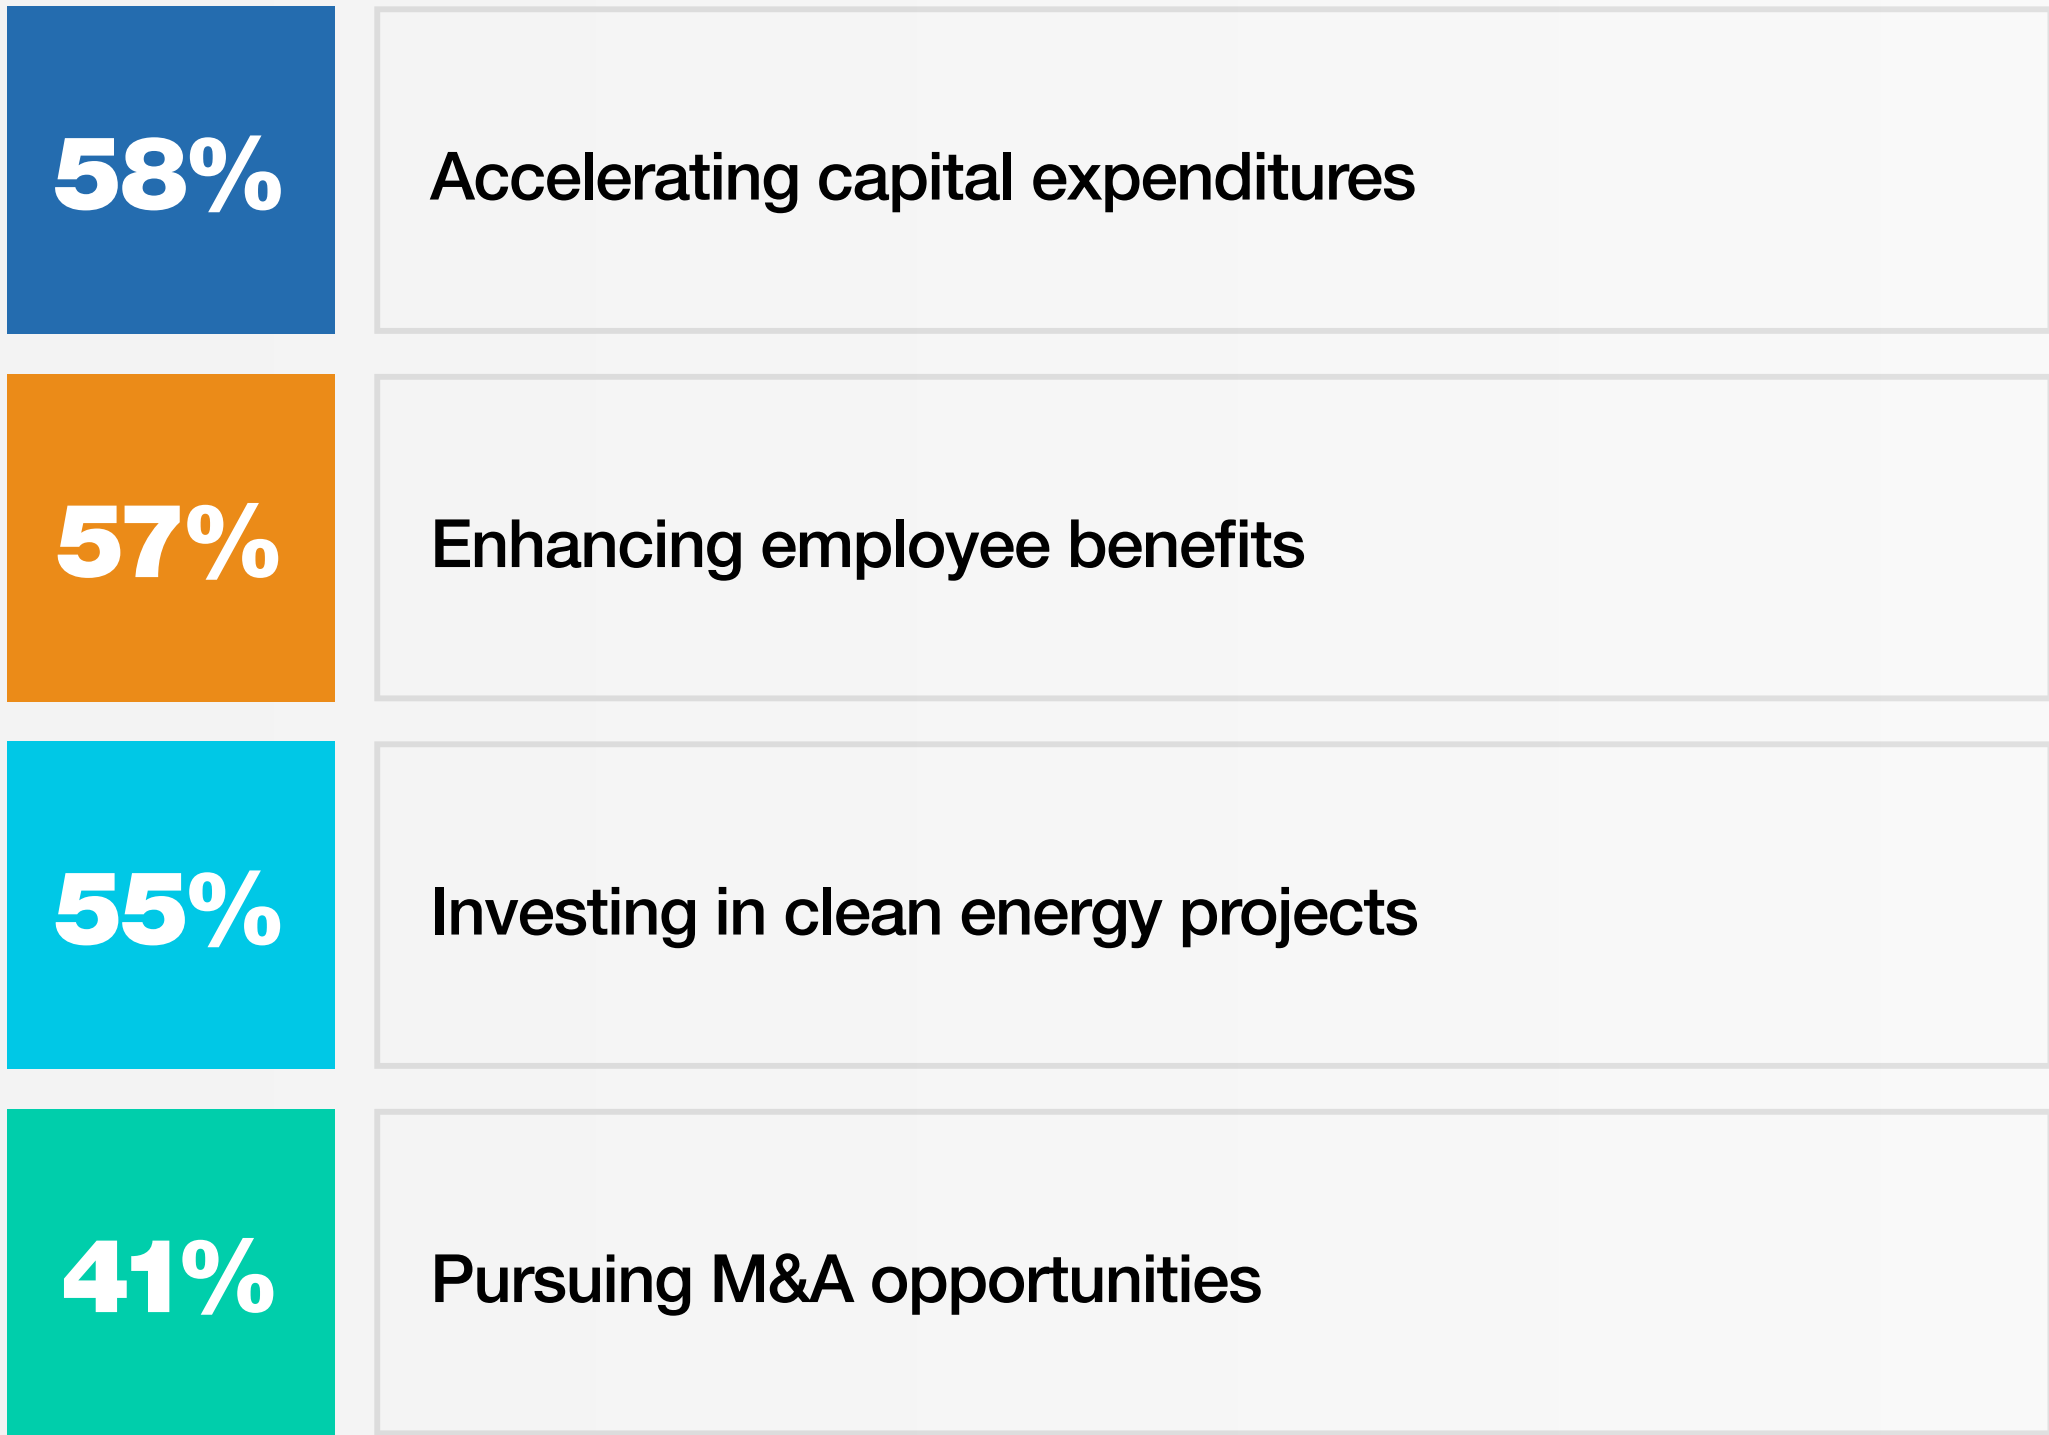 58%
Accelerating capital expenditures
57%
Enhancing employee benefits
55%
Investing in clean energy projects
41%
Pursuing M&A opportunities